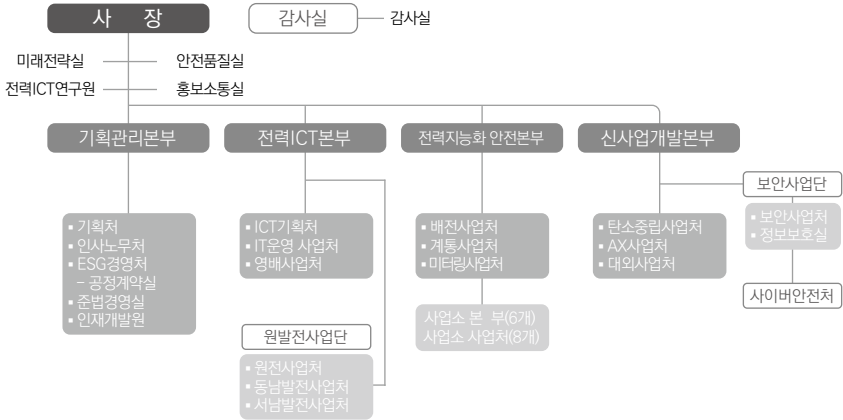 사 장
감사실
감사실
미래전략실
안전품질실
전력ICT연구원
홍보소통실
기획관리본부
전력ICT본부
전력지능화 안전본부
신사업개발본부
▪ 기획처
▪ 인사노무처
▪ ESG경영처
– 공정계약실
▪ 준법경영실
▪ 인재개발원
▪ ICT기획처
▪ IT운영 사업처
▪ 영배사업처
원발전사업단
▪ 원전사업처
▪ 동남발전사업처
▪ 서남발전사업처
▪ 배전사업처
▪ 계통사업처
▪ 미터링사업처
사업소 본 부(6개)
사업소 사업처(8개)
▪ 탄소중립사업처
▪ AX사업처
▪ 대외사업처
보안사업단
▪ 보안사업처
▪ 정보보호실
사이버안전처